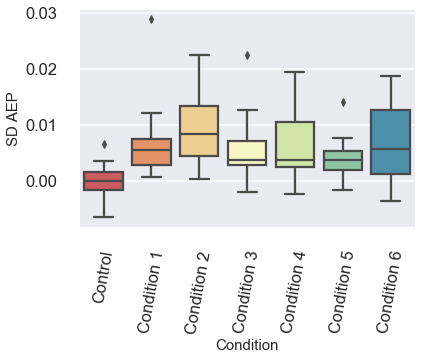 0.03
0.02
0.01
0.00
SD AEP
Control
Condition 1
Condition 2
Condition 3
Condition 4
Condition 5
Condition 6
Condition